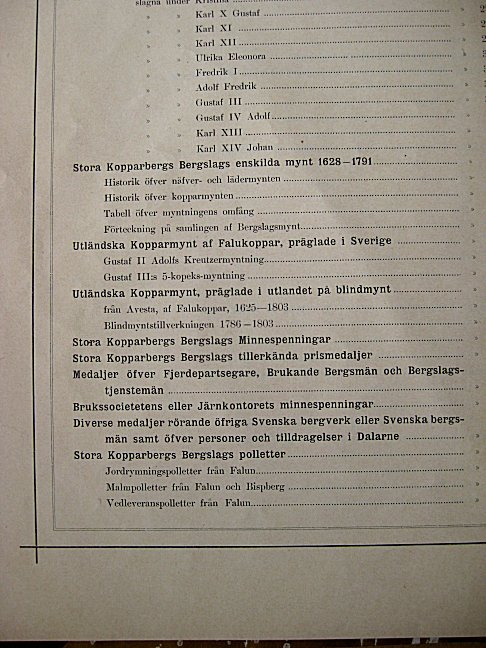 slagna under Kristina
» » Karl X Gustaf
» » Karl XI
» » Karl XII
» » Ulrika Eleonora
» » Fredrik I
» » Adolf Fredrik
» » Gustaf III
» » Gustaf IV Adolf
» » Karl XIII
» » Karl XIV Johan
Stora Kopparbergs Bergslags enskilda mynt 1628—1791
Historik öfver näfver- och lädermynten
Historik öfver kopparmynten
Tabell öfver myntningens omfång
Förteckning på samlingen af Bergslagsmynt
Utländska Kopparmynt af Falukoppar, präglade i Sverige
Gustaf II Adolfs Kreutzermyntning
Gustaf III:s 5-kopeks-myntning
Utländska Kopparmynt, präglade i utlandet på blindmynt
från Avesta, af Falukoppar, 1625—1803
Blindmyntstillverkningen 1786—1803
Stora Kopparbergs Bergslags Minnespenningar
Stora Kopparbergs Bergslags tillerkända prismedaljer
Medaljer öfver Fjerdepartsegare, Brukande Bergsmän och Bergslags-
tjenstemän
Brukssocietetens eller Järnkontorets minnespenningar
Diverse medaljer rörande öfriga Svenska bergverk eller Svenska bergs-
män samt öfver personer och tilldragelser i Dalarne
Stora Kopparbergs Bergslags polletter
Jordrymningspolletter från Falun
Malmpolletter från Falun och Bispberg
Vedleveranspolletter från Falun